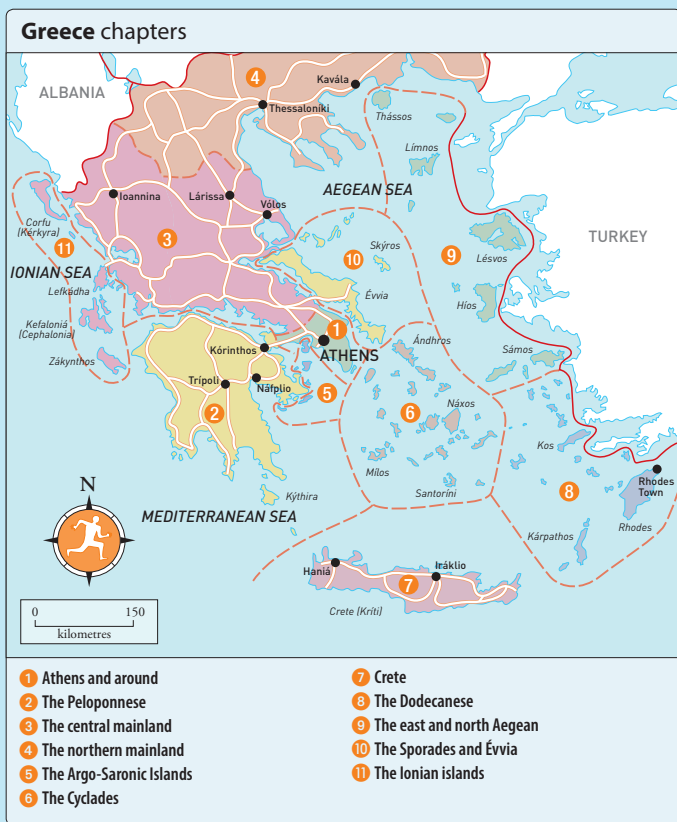 Greece chapters
ALBANIA
4
Kavála
Thessaloníki
Thássos
Límnos
AEGEAN SEA
Ioannina
Lárissa
Vólos
3
Corfu
(Kérkyra)
11
IONIAN SEA
Lefkádha
Kefaloniá
(Cephalonia)
Zákynthos
Skýros
10
Évvia
9
Lésvos
TURKEY
Híos
1
ATHENS
Kórinthos
Ándhros
Sámos
Trípoli
Náfplio
5
2
6
Náxos
Mílos
Santoríni
Kos
8
Rhodes
Town
Rhodes
Kárpathos
Kýthira
N
MEDITERRANEAN SEA
Haniá
Iráklio
7
Crete (Kríti)
0 150
kilometres
1 Athens and around
2 The Peloponnese
3 The central mainland
4 The northern mainland
5 The Argo-Saronic Islands
6 The Cyclades
7 Crete
8 The Dodecanese
9 The east and north Aegean
10 The Sporades and Évvia
11 The Ionian islands